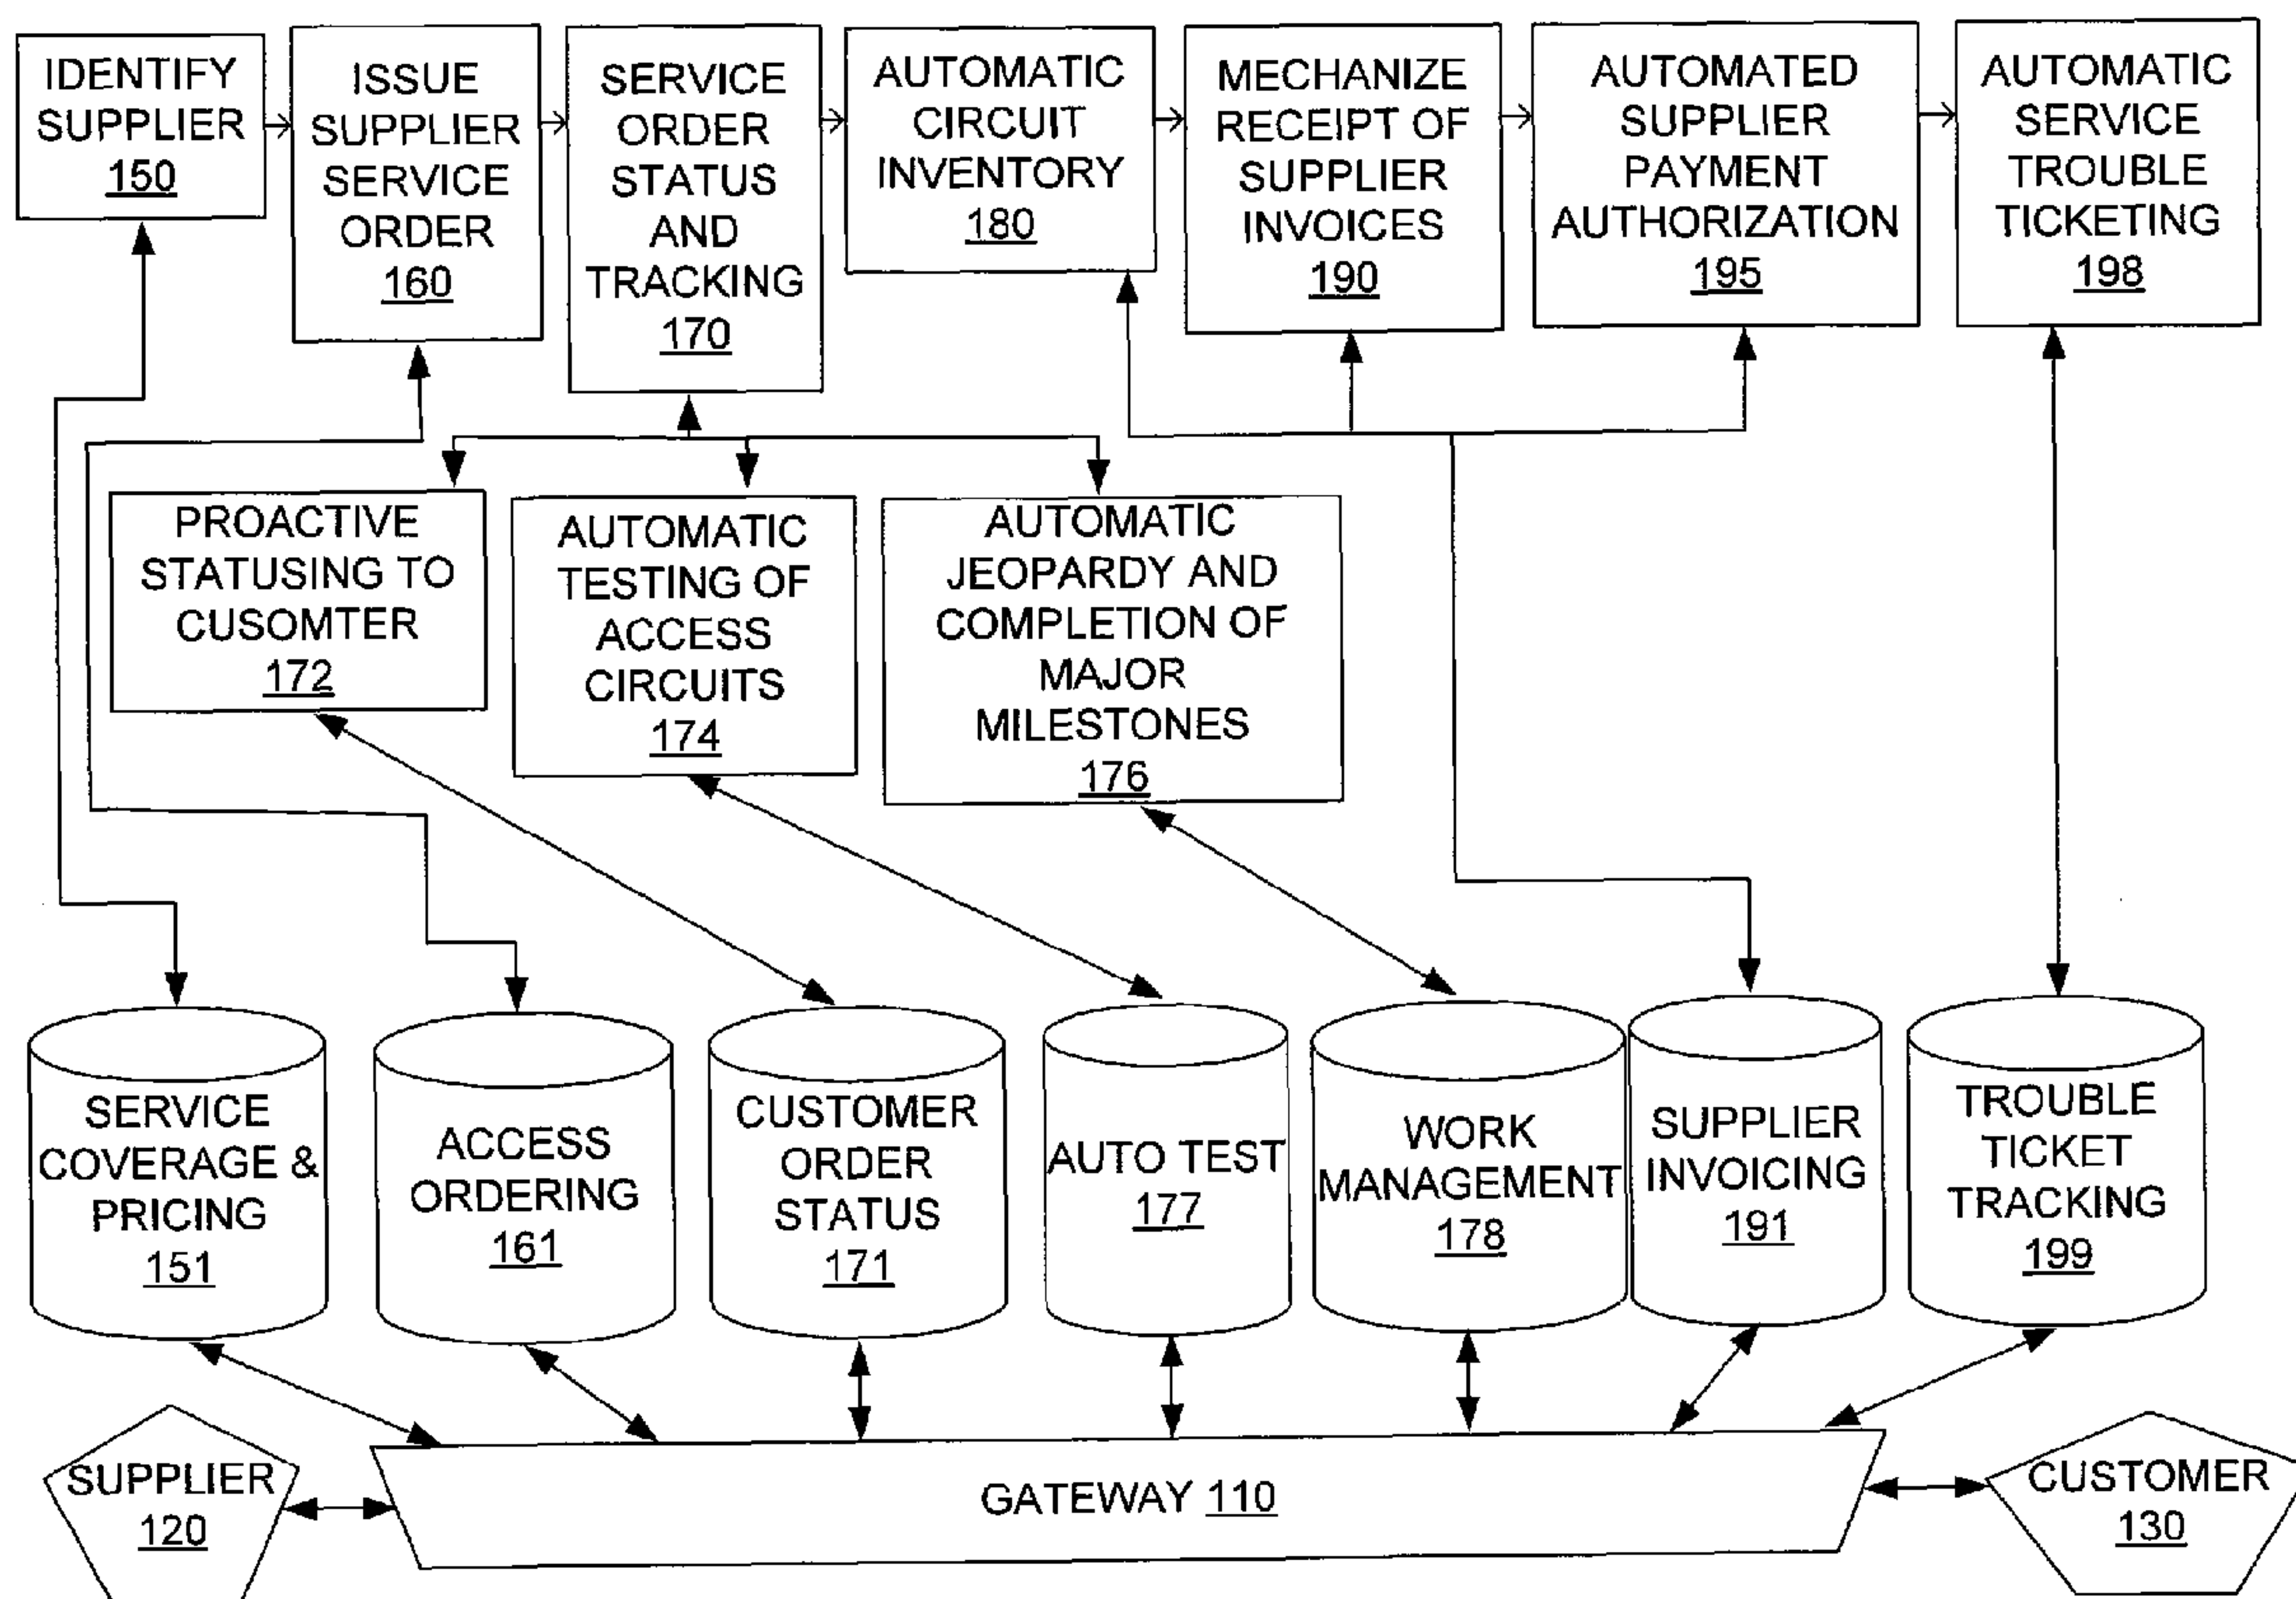 IDENTIFY
SUPPLIER
150
ISSUE
SUPPLIER
SERVICE
ORDER
160
SERVICE
ORDER
STATUS
AND
TRACKING
170
AUTOMATIC
CIRCUIT
INVENTORY
180
MECHANIZE
RECEIPT OF
SUPPLIER
INVOICES
190
AUTOMATED
SUPPLIER
PAYMENT
AUTHORIZATION
195
AUTOMATIC
SERVICE
TROUBLE
TICKETING
198
PROACTIVE
STATUSING TO
CUSOMTER
172
AUTOMATIC
TESTING OF
ACCESS
CIRCUITS
174
AUTOMATIC
JEOPARDY AND
COMPLETION OF
MAJOR
MILESTONES
176
SERVICE
COVERAGE &
PRICING
151
ACCESS
ORDERING
161
CUSTOMER
ORDER
STATUS
171
AUTO TEST
177
WORK
MANAGEMENT
178
SUPPLIER
INVOICING
191
TROUBLE
TICKET
TRACKING
199
SUPPLIER
120
GATEWAY 110
CUSTOMER
130